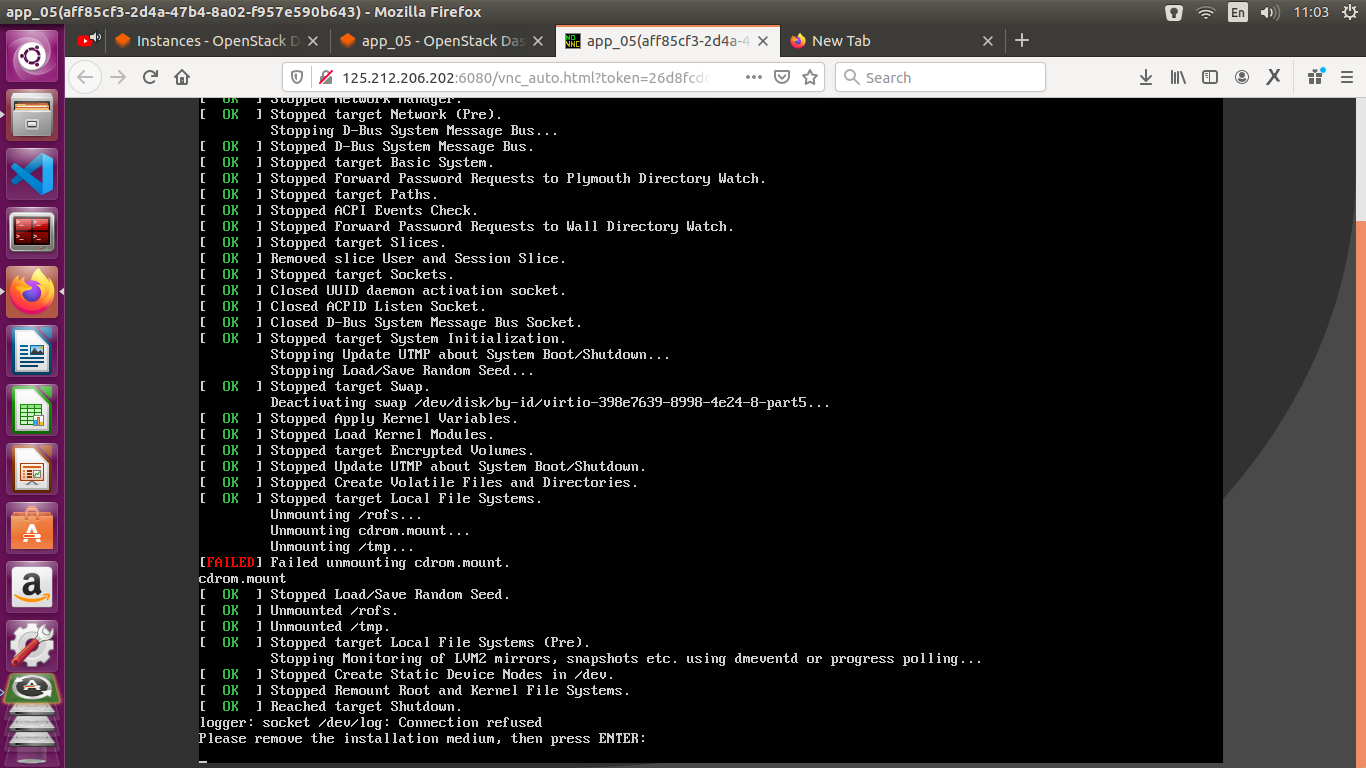 app_05(aff85cf3-2d4a-47b4-8a02-f957e590b643) - Mozilla Firefox
En
11:03
Instances - OpenStack D
app_05 - OpenStack Das
NO
VNC
app_05(aff85cf3-2d4a-4
New Tab
125.212.206.202:6080/vnc_auto.html?token=26d8fcd
Search
[ OK ] Stopped Network Manager.
[ OK ] Stopped target Network (Pre).
Stopping D-Bus System Message Bus...
[ OK ] Stopped D-Bus System Message Bus.
[ OK ] Stopped target Basic System.
[ OK ] Stopped Forward Password Requests to Plymouth Directory Watch.
[ OK ] Stopped target Paths.
[ OK ] Stopped ACPI Events Check.
[ OK ] Stopped Forward Password Requests to Wall Directory Watch.
[ OK ] Stopped target Slices.
[ OK ] Removed slice User and Session Slice.
[ OK ] Stopped target Sockets.
[ OK ] Closed UUID daemon activation socket.
[ OK ] Closed ACPID Listen Socket.
[ OK ] Closed D-Bus System Message Bus Socket.
[ OK ] Stopped target System Initialization.
Stopping Update UTMP about System Boot/Shutdown...
Stopping Load/Save Random Seed...
[ OK ] Stopped target Swap.
Deactivating swap /dev/disk/by-id/virtio-398e7639-8998-4e24-8-part5...
[ OK ] Stopped Apply Kernel Variables.
[ OK ] Stopped Load Kernel Modules.
[ OK ] Stopped target Encrypted Volumes.
[ OK ] Stopped Update UTMP about System Boot/Shutdown.
[ OK ] Stopped Create Volatile Files and Directories.
[ OK ] Stopped target Local File Systems.
Unmounting /rofs...
Unmounting cdrom.mount...
Unmounting /tmp...
[FAILED] Failed unmounting cdrom.mount.
cdrom.mount
[ OK ] Stopped Load/Save Random Seed.
[ OK ] Unmounted /rofs.
[ OK ] Unmounted /tmp.
[ OK ] Stopped target Local File Systems (Pre).
Stopping Monitoring of LVM2 mirrors, snapshots etc. using dmeventd or progress polling...
[ OK ] Stopped Create Static Device Nodes in /dev.
[ OK ] Stopped Remount Root and Kernel File Systems.
[ OK ] Reached target Shutdown.
logger: socket /dev/log: Connection refused
Please remove the installation medium, then press ENTER: